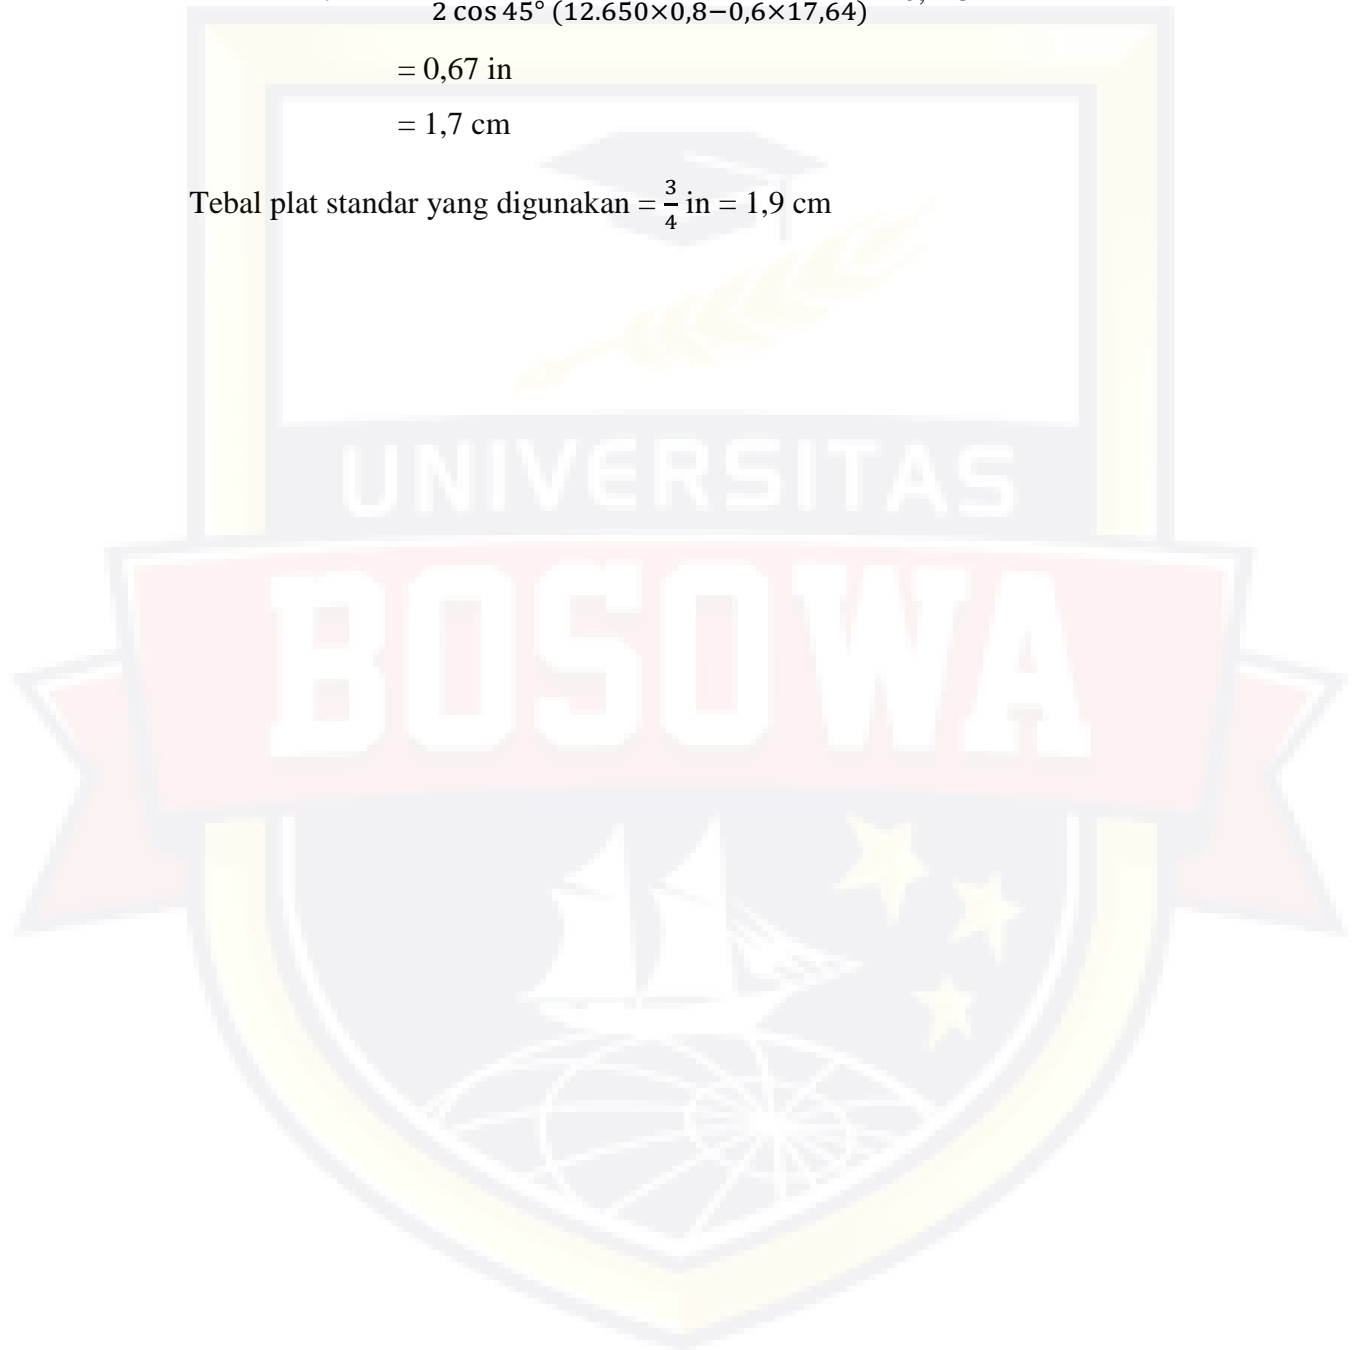 2 cos 45° (12.650×0,8−0,6×17,64)
= 0,67 in
= 1,7 cm
Tebal plat standar yang digunakan = 3/4 in = 1,9 cm
UNIVERSITAS
BOSOWA